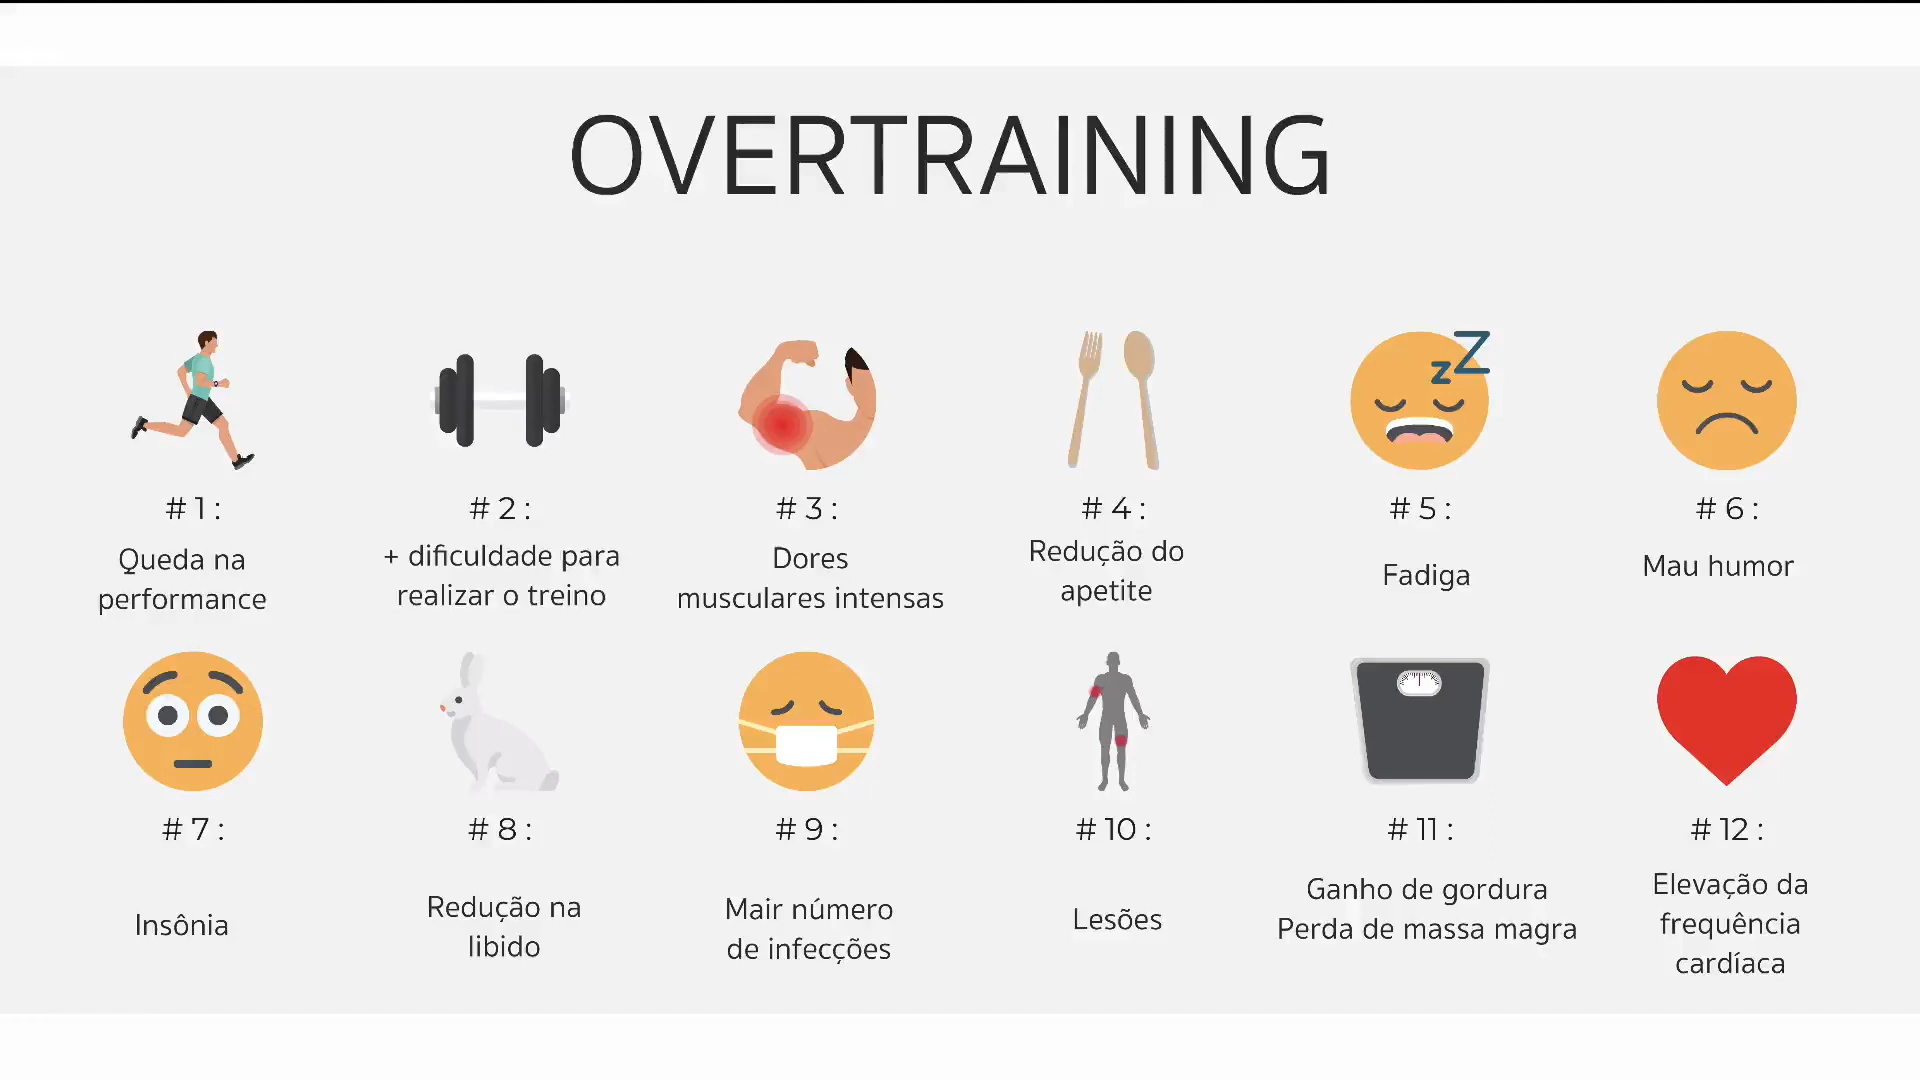 OVERTRAINING
# 1 :
Queda na
performance
# 2 :
+ dificuldade para
realizar o treino
# 3 :
Dores
musculares intensas
# 4 :
Redução do
apetite
zZ
# 5 :
Fadiga
# 6 :
Mau humor
# 7 :
Insônia
# 8 :
Redução na
libido
# 9 :
Mair número
de infecções
# 10 :
Lesões
# 11 :
Ganho de gordura
Perda de massa magra
# 12 :
Elevação da
frequência
cardíaca